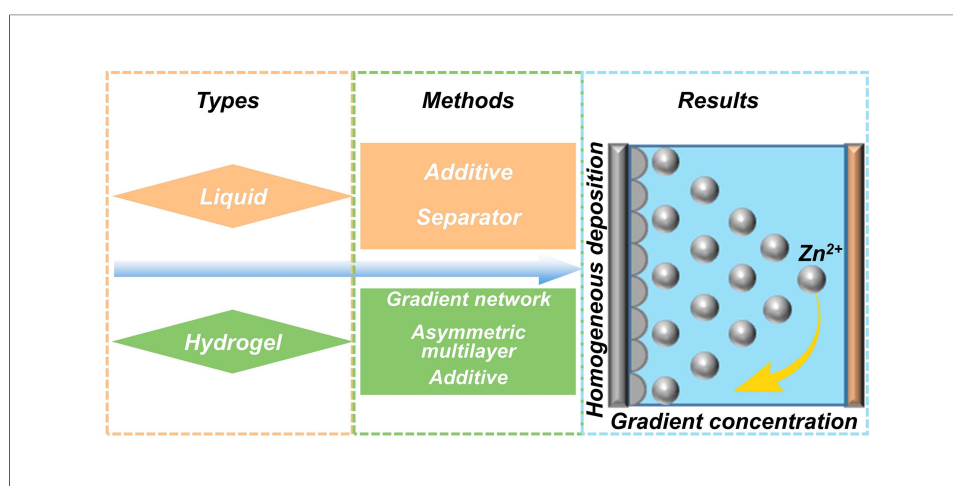 Types
Methods
Results
Liquid
Additive
Separator
Hydrogel
Gradient network
Asymmetric
multilayer
Additive
Homogeneous deposition
Zn²⁺
Gradient concentration